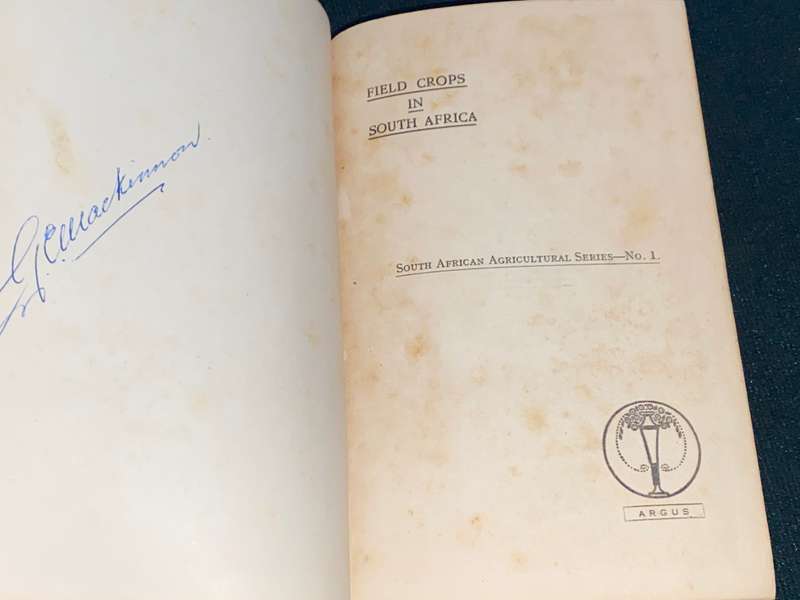 G.C. Mackinnon.
FIELD CROPS
IN
SOUTH AFRICA
SOUTH AFRICAN AGRICULTURAL SERIES—No. 1.
ARGUS